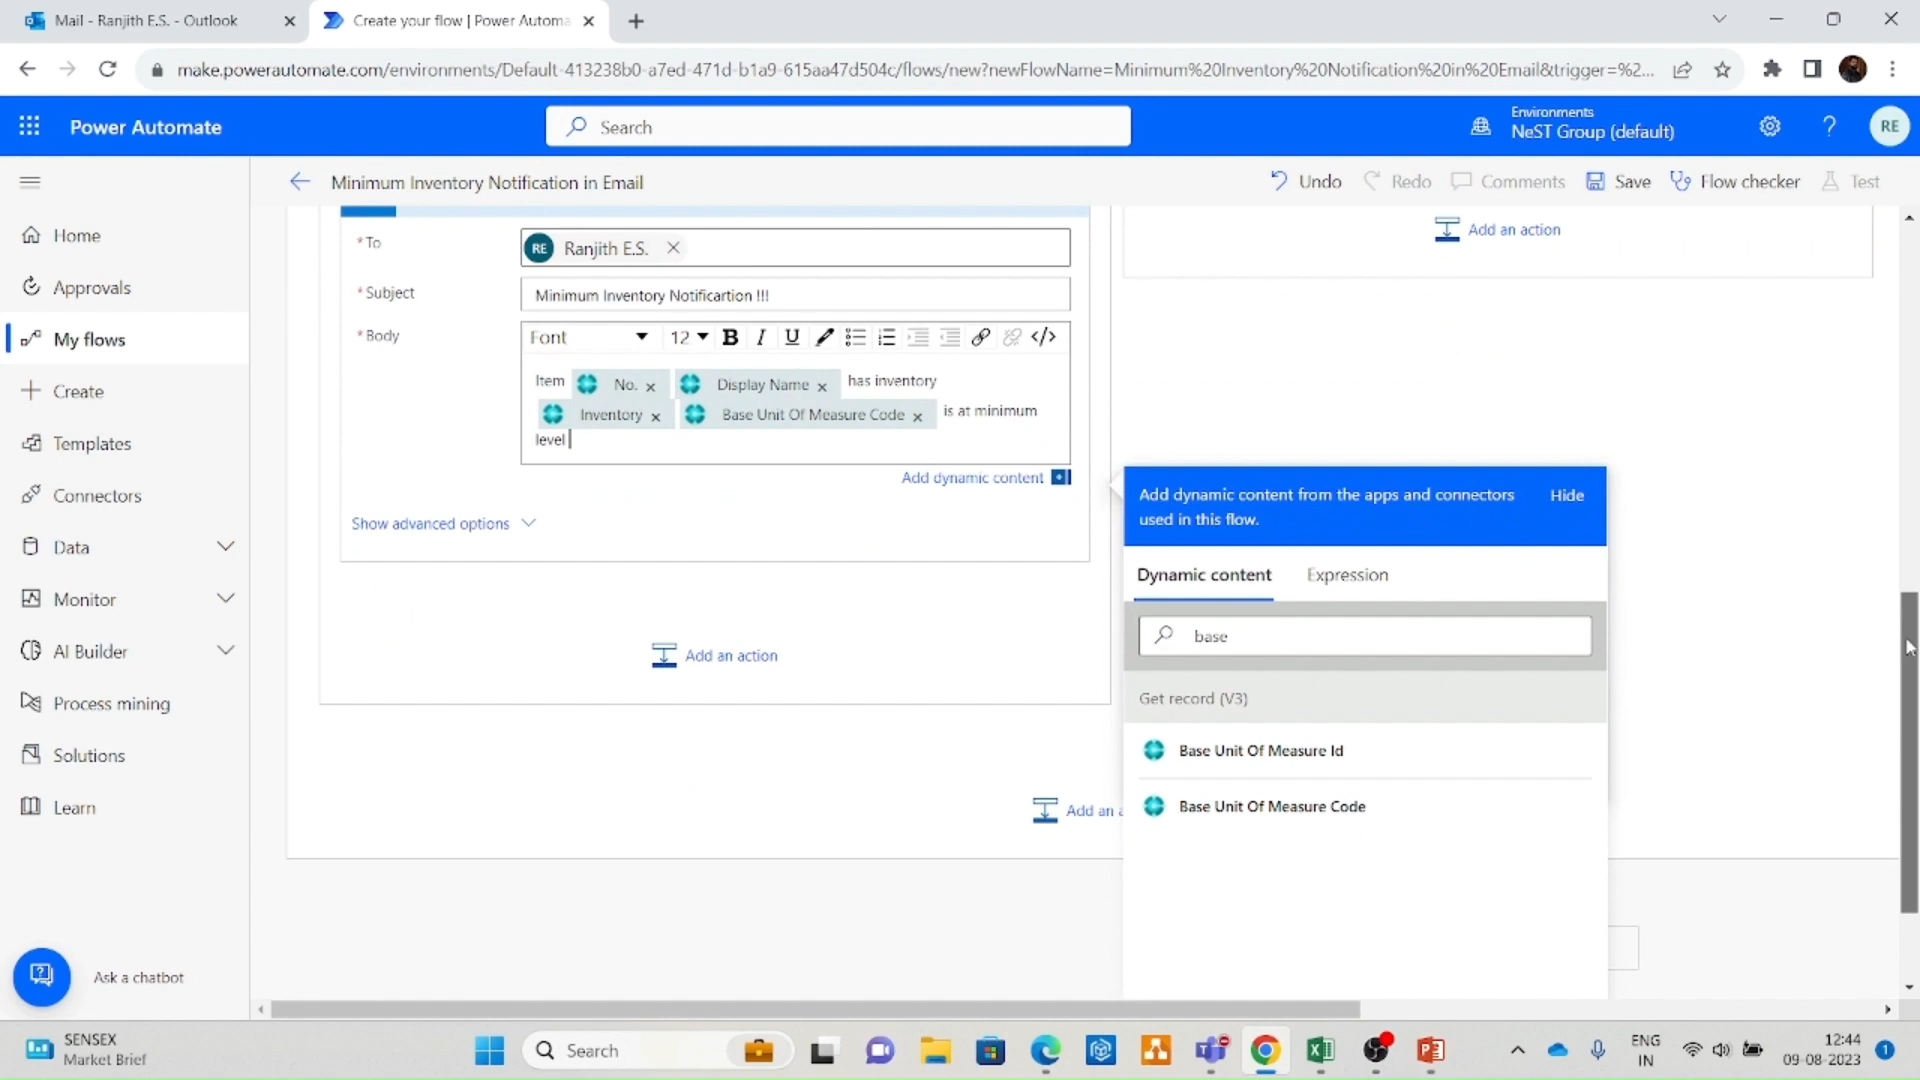 Mail - Ranjith E.S. - Outlook
Create your flow | Power Automa
make.powerautomate.com/environments/Default-413238b0-a7ed-471d-b1a9-615aa47d504c/flows/new?newFlowName=Minimum%20Inventory%20Notification%20in%20Email&trigger=%2...
Power Automate
Search
Environments
NeST Group (default)
RE
Minimum Inventory Notification in Email
Undo
Redo
Comments
Save
Flow checker
Test
Home
Approvals
My flows
Create
Templates
Connectors
Data
Monitor
AI Builder
Process mining
Solutions
Learn
Ask a chatbot
* To
RE Ranjith E.S.
* Subject
Minimum Inventory Notificartion !!!
* Body
Font 12 B I U </>
Item No. x Display Name x has inventory
Inventory x Base Unit Of Measure Code x is at minimum
level
Add dynamic content
Show advanced options
Add an action
Add an action
Add an a
Add dynamic content from the apps and connectors
used in this flow.
Hide
Dynamic content
Expression
base
Get record (V3)
Base Unit Of Measure Id
Base Unit Of Measure Code
SENSEX
Market Brief
Search
ENG
IN
12:44
09-08-2023
1